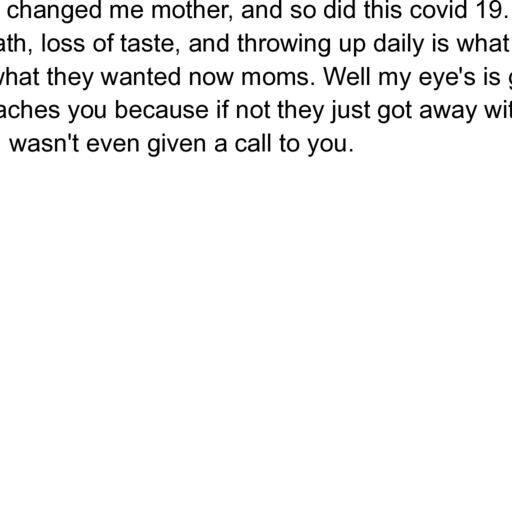 changed me mother, and so did this covid 19.
ath, loss of taste, and throwing up daily is what
what they wanted now moms. Well my eye's is
aches you because if not they just got away wit
wasn't even given a call to you.